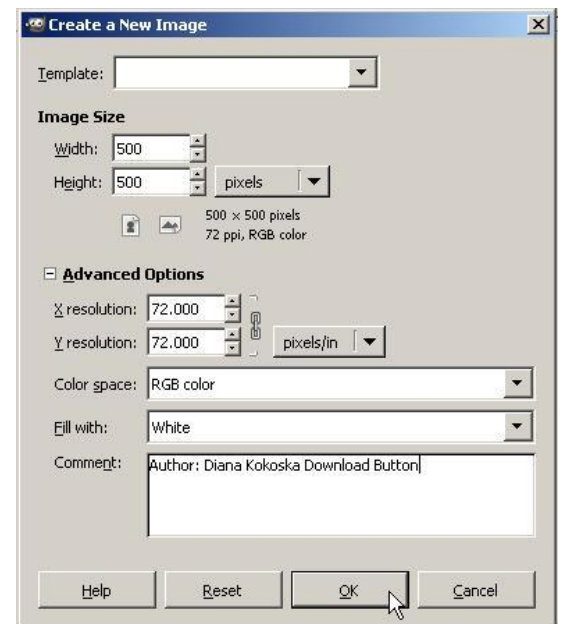 Create a New Image
Template:
Image Size
Width: 500
Height: 500 pixels
500 × 500 pixels
72 ppi, RGB color
Advanced Options
X resolution: 72.000
Y resolution: 72.000 pixels/in
Color space: RGB color
Fill with: White
Comment: Author: Diana Kokoska Download Button
Help Reset OK Cancel